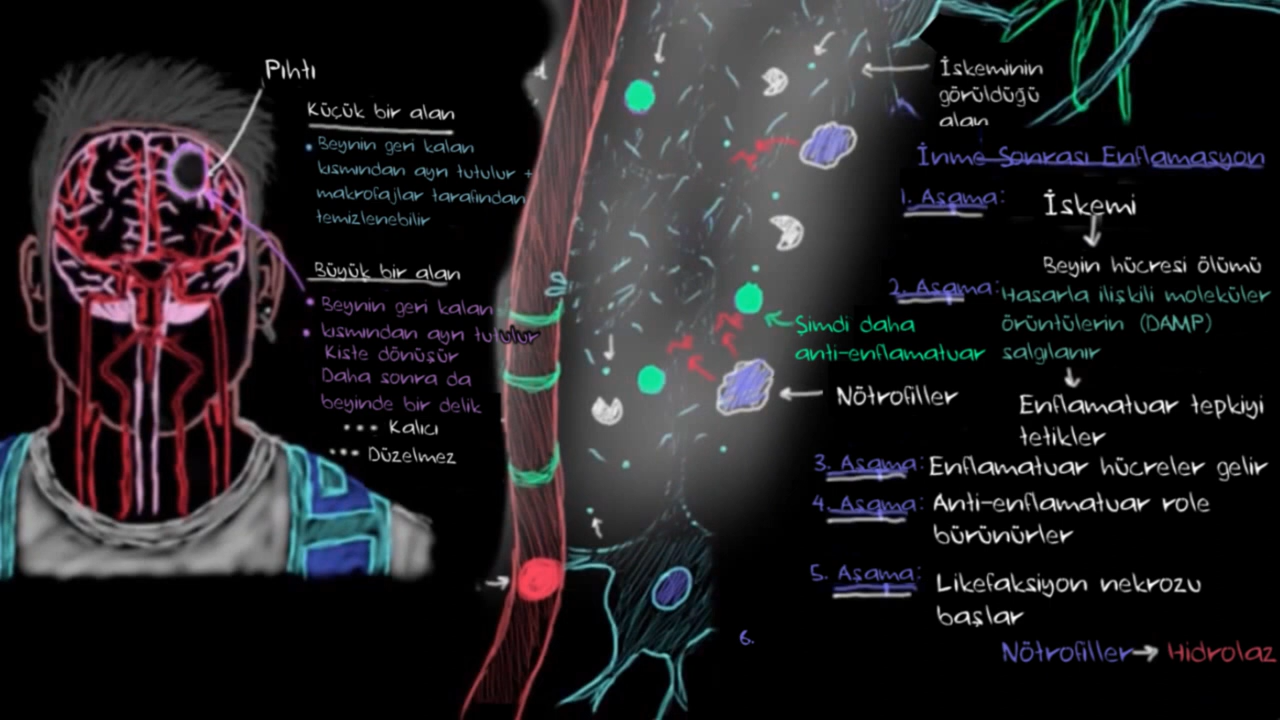 Pıhtı
Küçük bir alan
• Beynin geri kalan
kısmından ayrı tutulur +
makrofajlar tarafından
temizlenebilir
Büyük bir alan
• Beynin geri kalan
• kısmından ayrı tutulur
Kiste dönüşür
Daha sonra da
beyinde bir delik
••• Kalıcı
••• Düzelmez
İskeminin
görüldüğü
alan
İnme Sonrası Enflamasyon
1. Aşama: İskemi
Beyin hücresi ölümü
2. Aşama: Hasarla ilişkili moleküler
örüntülerin (DAMP)
salgılanır
Şimdi daha
anti-enflamatuar
Nötrofiller
Enflamatuar tepkiyi
tetikler
3. Aşama: Enflamatuar hücreler gelir
4. Aşama: Anti-enflamatuar role
bürünürler
5. Aşama: Likefaksiyon nekrozu
başlar
6.
Nötrofiller → Hidrolaz